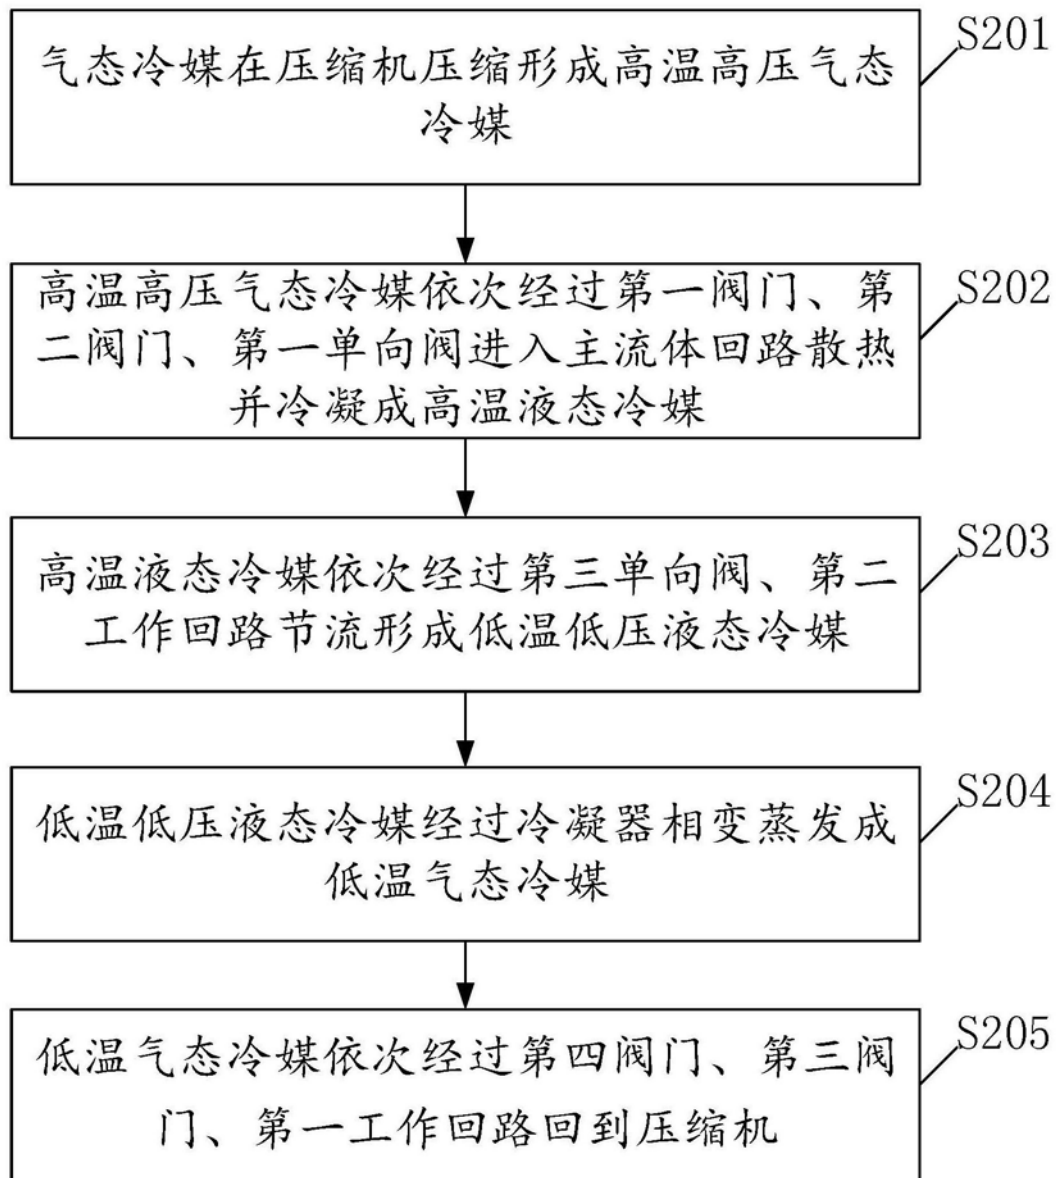 气态冷媒在压缩机压缩形成高温高压气态
冷媒
S201
高温高压气态冷媒依次经过第一阀门、第
二阀门、第一单向阀进入主流体回路散热
并冷凝成高温液态冷媒
S202
高温液态冷媒依次经过第三单向阀、第二
工作回路节流形成低温低压液态冷媒
S203
低温低压液态冷媒经过冷凝器相变蒸发成
低温气态冷媒
S204
低温气态冷媒依次经过第四阀门、第三阀
门、第一工作回路回到压缩机
S205